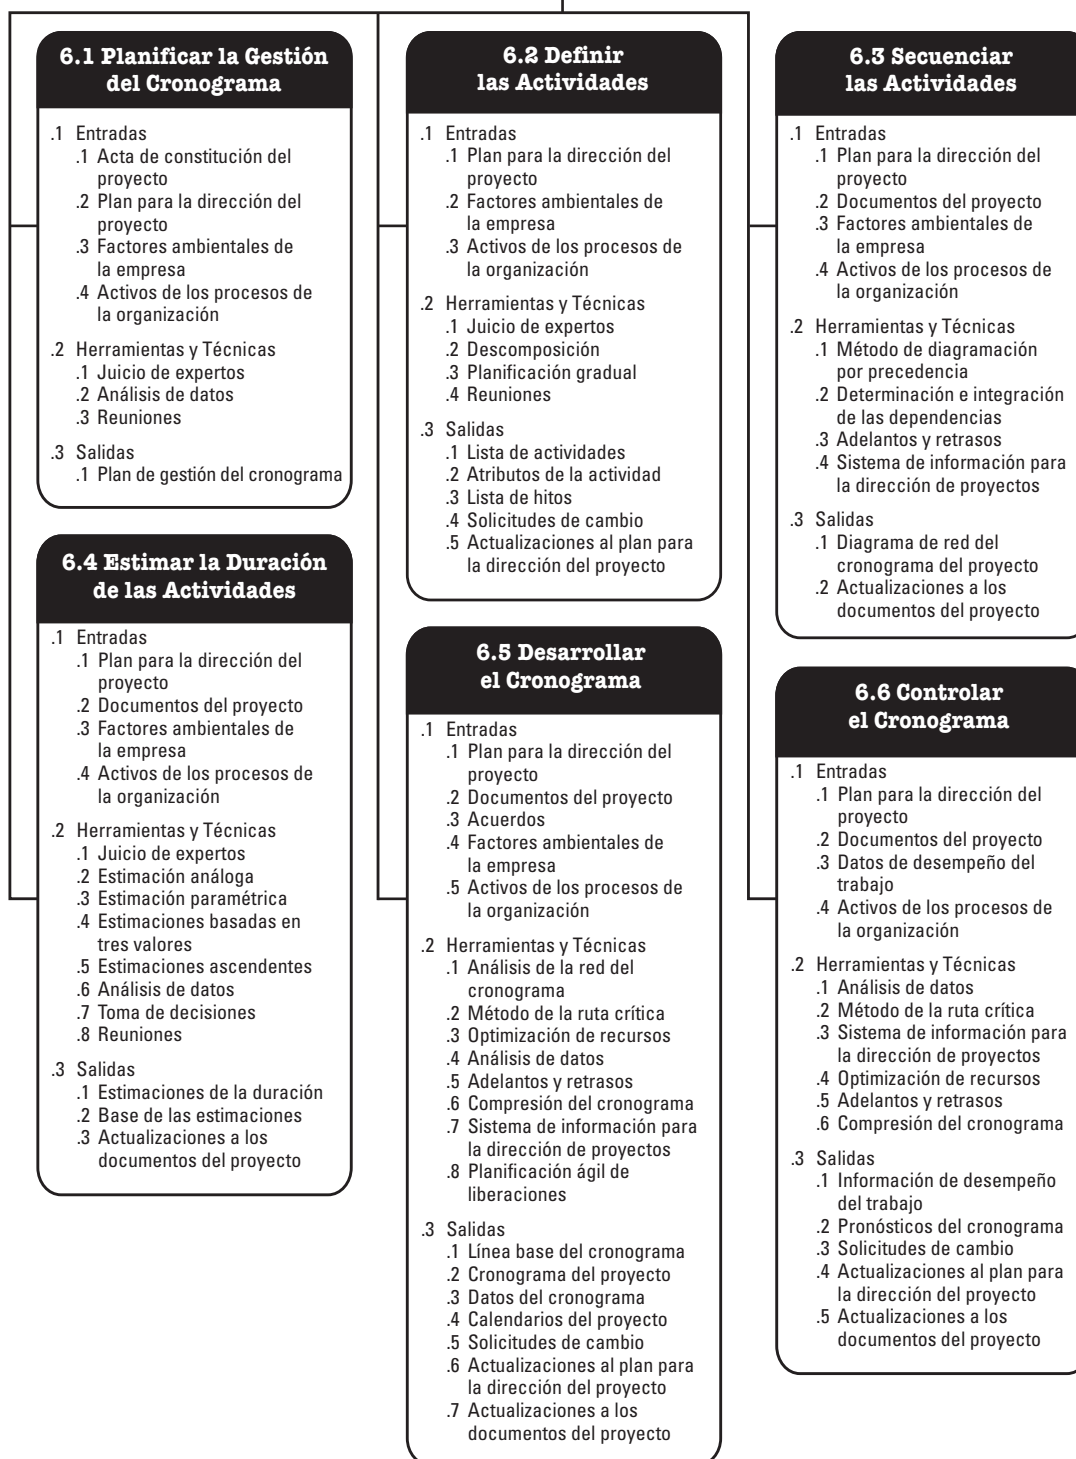 6.1 Planificar la Gestión
del Cronograma
.1 Entradas
.1 Acta de constitución del
proyecto
.2 Plan para la dirección del
proyecto
.3 Factores ambientales de
la empresa
.4 Activos de los procesos de
la organización
.2 Herramientas y Técnicas
.1 Juicio de expertos
.2 Análisis de datos
.3 Reuniones
.3 Salidas
.1 Plan de gestión del cronograma
6.2 Definir
las Actividades
.1 Entradas
.1 Plan para la dirección del
proyecto
.2 Factores ambientales de
la empresa
.3 Activos de los procesos de
la organización
.2 Herramientas y Técnicas
.1 Juicio de expertos
.2 Descomposición
.3 Planificación gradual
.4 Reuniones
.3 Salidas
.1 Lista de actividades
.2 Atributos de la actividad
.3 Lista de hitos
.4 Solicitudes de cambio
.5 Actualizaciones al plan para
la dirección del proyecto
6.3 Secuenciar
las Actividades
.1 Entradas
.1 Plan para la dirección del
proyecto
.2 Documentos del proyecto
.3 Factores ambientales de
la empresa
.4 Activos de los procesos de
la organización
.2 Herramientas y Técnicas
.1 Método de diagramación
por precedencia
.2 Determinación e integración
de las dependencias
.3 Adelantos y retrasos
.4 Sistema de información para
la dirección de proyectos
.3 Salidas
.1 Diagrama de red del
cronograma del proyecto
.2 Actualizaciones a los
documentos del proyecto
6.4 Estimar la Duración
de las Actividades
.1 Entradas
.1 Plan para la dirección del
proyecto
.2 Documentos del proyecto
.3 Factores ambientales de
la empresa
.4 Activos de los procesos de
la organización
.2 Herramientas y Técnicas
.1 Juicio de expertos
.2 Estimación análoga
.3 Estimación paramétrica
.4 Estimaciones basadas en
tres valores
.5 Estimaciones ascendentes
.6 Análisis de datos
.7 Toma de decisiones
.8 Reuniones
.3 Salidas
.1 Estimaciones de la duración
.2 Base de las estimaciones
.3 Actualizaciones a los
documentos del proyecto
6.5 Desarrollar
el Cronograma
.1 Entradas
.1 Plan para la dirección del
proyecto
.2 Documentos del proyecto
.3 Acuerdos
.4 Factores ambientales de
la empresa
.5 Activos de los procesos de
la organización
.2 Herramientas y Técnicas
.1 Análisis de la red del
cronograma
.2 Método de la ruta crítica
.3 Optimización de recursos
.4 Análisis de datos
.5 Adelantos y retrasos
.6 Compresión del cronograma
.7 Sistema de información para
la dirección de proyectos
.8 Planificación ágil de
liberaciones
.3 Salidas
.1 Línea base del cronograma
.2 Cronograma del proyecto
.3 Datos del cronograma
.4 Calendarios del proyecto
.5 Solicitudes de cambio
.6 Actualizaciones al plan para
la dirección del proyecto
.7 Actualizaciones a los
documentos del proyecto
6.6 Controlar
el Cronograma
.1 Entradas
.1 Plan para la dirección del
proyecto
.2 Documentos del proyecto
.3 Datos de desempeño del
trabajo
.4 Activos de los procesos de
la organización
.2 Herramientas y Técnicas
.1 Análisis de datos
.2 Método de la ruta crítica
.3 Sistema de información para
la dirección de proyectos
.4 Optimización de recursos
.5 Adelantos y retrasos
.6 Compresión del cronograma
.3 Salidas
.1 Información de desempeño
del trabajo
.2 Pronósticos del cronograma
.3 Solicitudes de cambio
.4 Actualizaciones al plan para
la dirección del proyecto
.5 Actualizaciones a los
documentos del proyecto